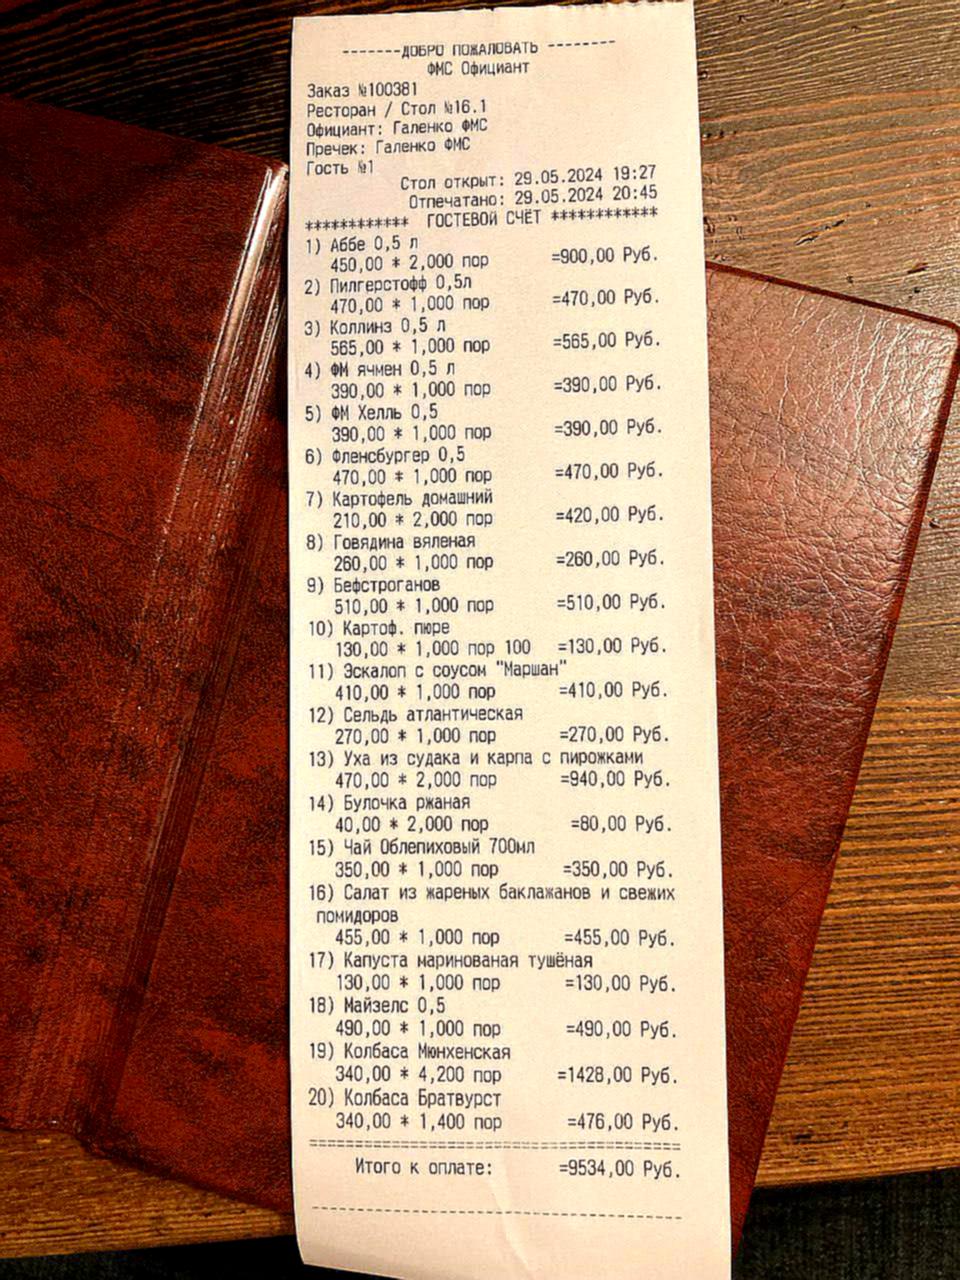 -------ДОБРО ПОЖАЛОВАТЬ -------
ФМС Официант
Заказ №100381
Ресторан / Стол №16.1
Официант: Галенко ФМС
Пречек: Галенко ФМС
Гость №1
Стол открыт: 29.05.2024 19:27
Отпечатано: 29.05.2024 20:45
************ ГОСТЕВОЙ СЧЁТ ************
1) Аббе 0,5 л
450,00 * 2,000 пор =900,00 Руб.
2) Пилгерстофф 0,5л
470,00 * 1,000 пор =470,00 Руб.
3) Коллинз 0,5 л
565,00 * 1,000 пор =565,00 Руб.
4) ФМ ячмен 0,5 л
390,00 * 1,000 пор =390,00 Руб.
5) ФМ Хелль 0,5
390,00 * 1,000 пор =390,00 Руб.
6) Фленсбургер 0,5
470,00 * 1,000 пор =470,00 Руб.
7) Картофель домашний
210,00 * 2,000 пор =420,00 Руб.
8) Говядина вяленая
260,00 * 1,000 пор =260,00 Руб.
9) Бефстроганов
510,00 * 1,000 пор =510,00 Руб.
10) Картоф. пюре
130,00 * 1,000 пор 100 =130,00 Руб.
11) Эскалоп с соусом "Маршан"
410,00 * 1,000 пор =410,00 Руб.
12) Сельдь атлантическая
270,00 * 1,000 пор =270,00 Руб.
13) Уха из судака и карпа с пирожками
470,00 * 2,000 пор =940,00 Руб.
14) Булочка ржаная
40,00 * 2,000 пор =80,00 Руб.
15) Чай Облепиховый 700мл
350,00 * 1,000 пор =350,00 Руб.
16) Салат из жареных баклажанов и свежих
помидоров
455,00 * 1,000 пор =455,00 Руб.
17) Капуста маринованая тушёная
130,00 * 1,000 пор =130,00 Руб.
18) Майзелс 0,5
490,00 * 1,000 пор =490,00 Руб.
19) Колбаса Мюнхенская
340,00 * 4,200 пор =1428,00 Руб.
20) Колбаса Братвурст
340,00 * 1,400 пор =476,00 Руб.
Итого к оплате: =9534,00 Руб.